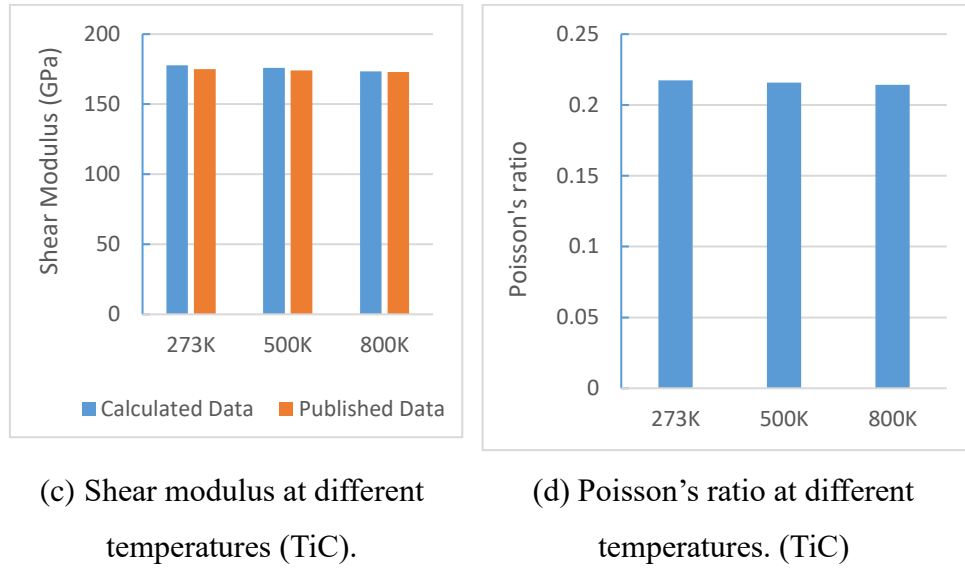 200
150
100
50
0
Shear Modulus (GPa)
273K 500K 800K
Calculated Data Published Data
(c) Shear modulus at different
temperatures (TiC).
0.25
0.2
0.15
0.1
0.05
0
Poisson's ratio
273K 500K 800K
(d) Poisson’s ratio at different
temperatures. (TiC)